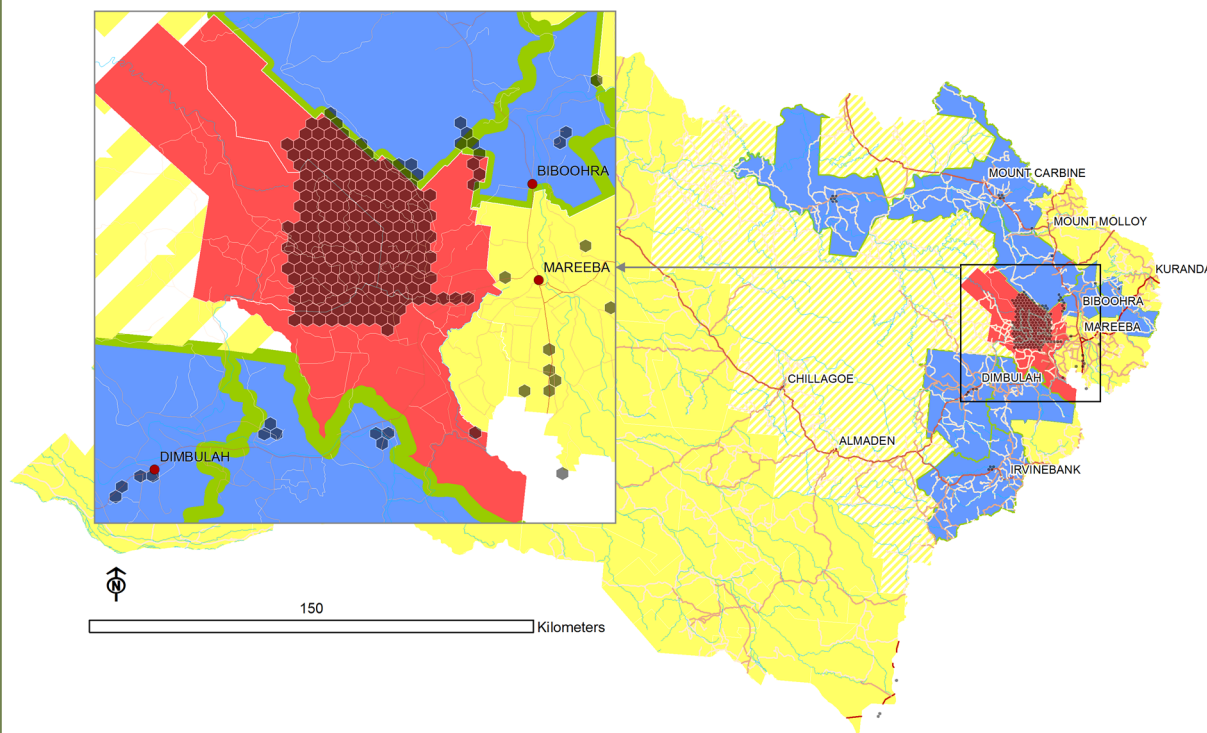 BIBOOHRA
MAREEBA
DIMBULAH
MOUNT CARBINE
MOUNT MOLLOY
KURANDA
BIBOOHRA
MAREEBA
DIMBULAH
CHILLAGOE
ALMADEN
IRVINEBANK
N
150
Kilometers